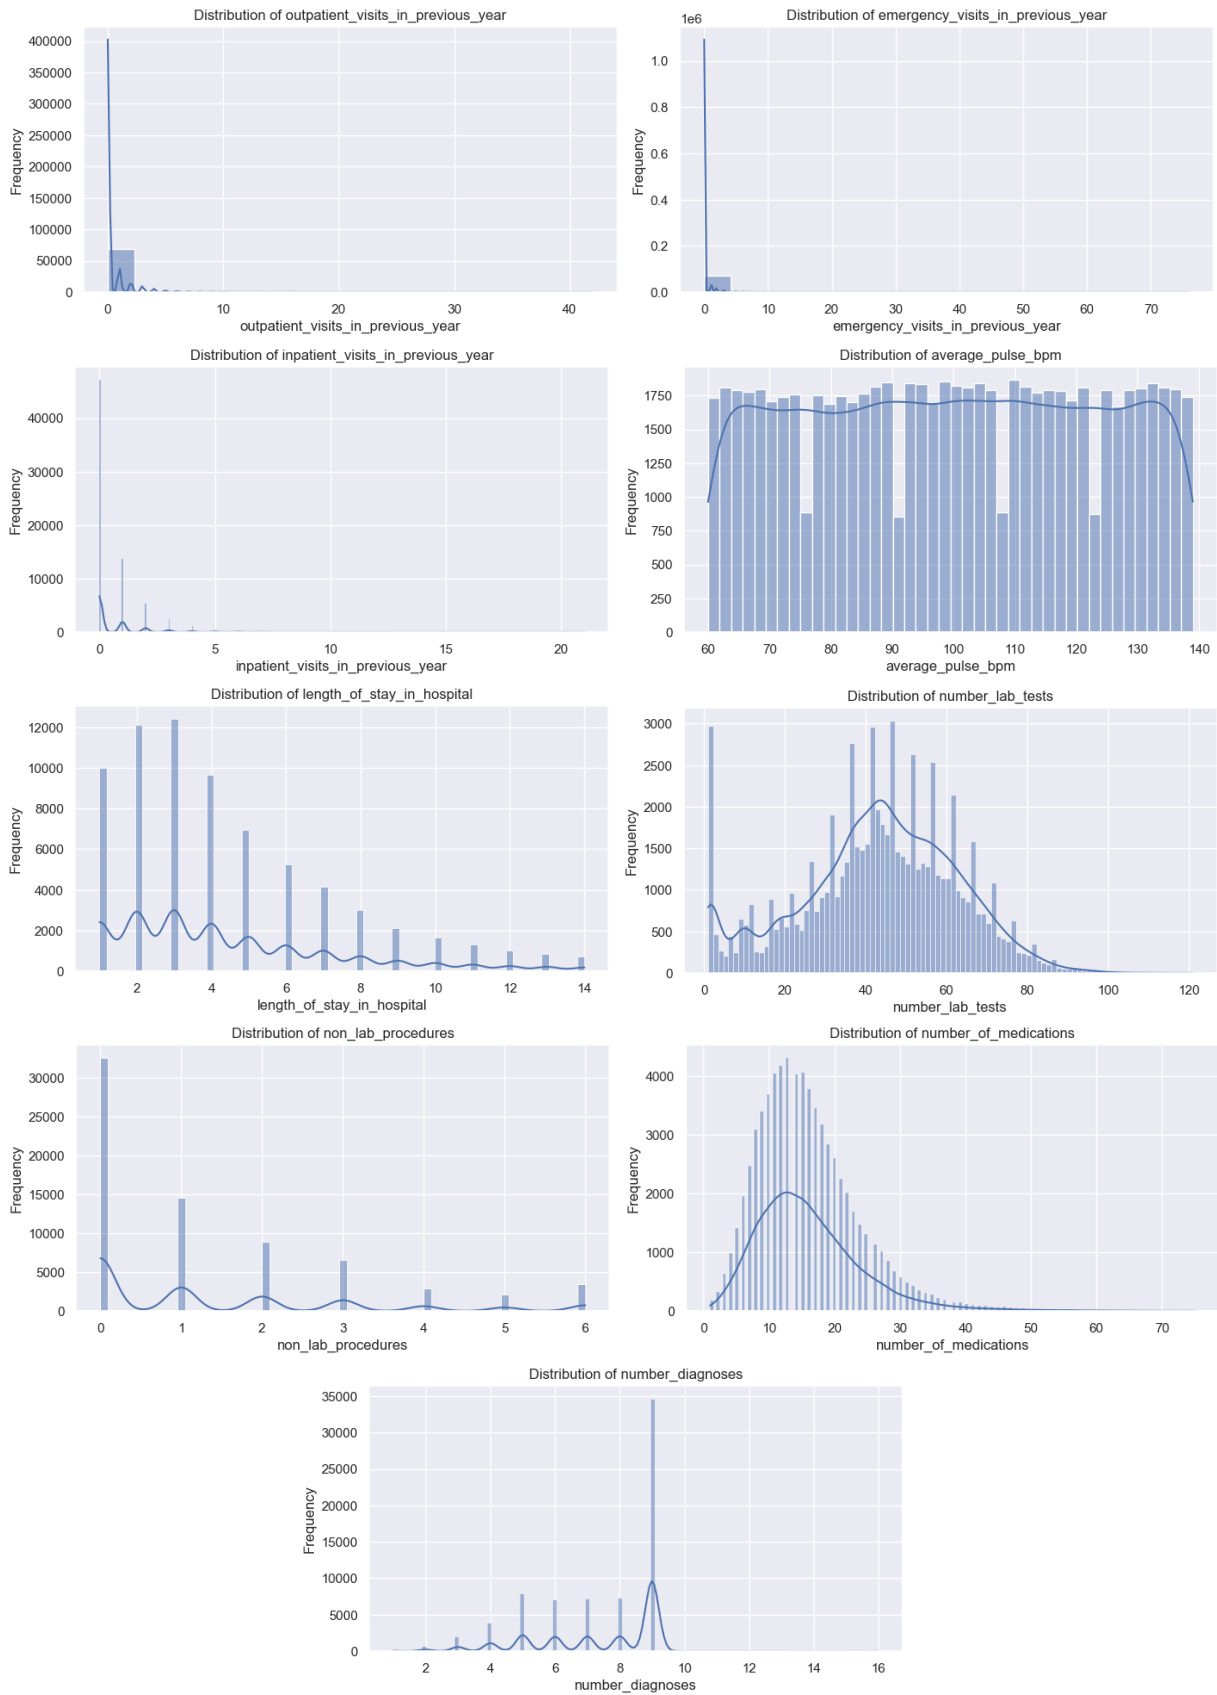 Distribution of outpatient_visits_in_previous_year
400000
350000
300000
250000
200000
150000
100000
50000
0
Frequency
0 10 20 30 40
outpatient_visits_in_previous_year
Distribution of emergency_visits_in_previous_year
1e6
1.0
0.8
0.6
0.4
0.2
0.0
Frequency
0 10 20 30 40 50 60 70
emergency_visits_in_previous_year
Distribution of inpatient_visits_in_previous_year
40000
30000
20000
10000
0
Frequency
0 5 10 15 20
inpatient_visits_in_previous_year
Distribution of average_pulse_bpm
1750
1500
1250
1000
750
500
250
0
Frequency
60 70 80 90 100 110 120 130 140
average_pulse_bpm
Distribution of length_of_stay_in_hospital
12000
10000
8000
6000
4000
2000
0
Frequency
2 4 6 8 10 12 14
length_of_stay_in_hospital
Distribution of number_lab_tests
3000
2500
2000
1500
1000
500
0
Frequency
0 20 40 60 80 100 120
number_lab_tests
Distribution of non_lab_procedures
30000
25000
20000
15000
10000
5000
0
Frequency
0 1 2 3 4 5 6
non_lab_procedures
Distribution of number_of_medications
4000
3000
2000
1000
0
Frequency
0 10 20 30 40 50 60 70
number_of_medications
Distribution of number_diagnoses
35000
30000
25000
20000
15000
10000
5000
0
Frequency
2 4 6 8 10 12 14 16
number_diagnoses